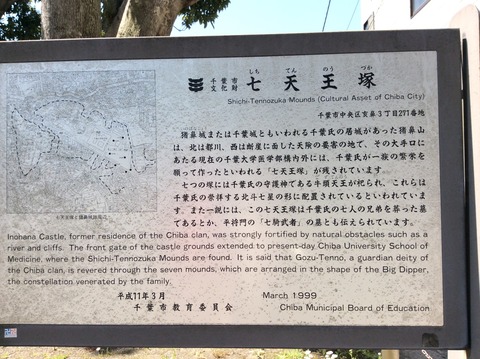 千葉市
文化財
七天王塚
しち てん のう づか
Shichi-Tennozuka Mounds (Cultural Asset of Chiba City)
千葉市中央区亥鼻3丁目271番地
猪鼻城または千葉城ともいわれる千葉氏の居城があった猪鼻山
は、北は都川、西は断崖に面した天険の要害の地で、その大手口に
あたる現在の千葉大学医学部構内外には、千葉氏が一族の繁栄を
願って作ったといわれる「七天王塚」が残されています。
七つの塚には千葉氏の守護神である牛頭天王が祀られ、これらは
千葉氏の崇拝する北斗七星の形に配置されているといわれていま
す。また一説には、この七天王塚は千葉氏の七人の兄弟を葬った墓
であるとか、平将門の「七騎武者」の墓とも伝えられています。
Inohana Castle, former residence of the Chiba clan, was strongly fortified by natural obstacles such as a
river and cliffs. The front gate of the castle grounds extended to present-day Chiba University School of
Medicine, where the Shichi-Tennozuka Mounds are found. It is said that Gozu-Tenno, a guardian deity of
the Chiba clan, is revered through the seven mounds, which are arranged in the shape of the Big Dipper,
the constellation venerated by the family.
平成11年3月
千葉市教育委員会
March 1999
Chiba Municipal Board of Education